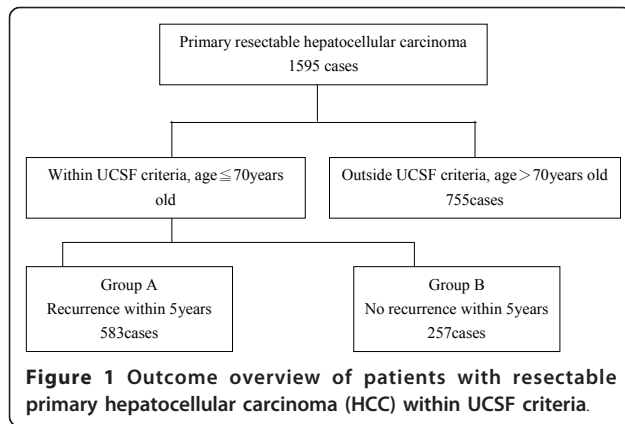 Primary resectable hepatocellular carcinoma
1595 cases
Within UCSF criteria, age≦70years
old
Outside UCSF criteria, age＞70years old
755cases
Group A
Recurrence within 5years
583cases
Group B
No recurrence within 5years
257cases
Figure 1 Outcome overview of patients with resectable
primary hepatocellular carcinoma (HCC) within UCSF criteria.